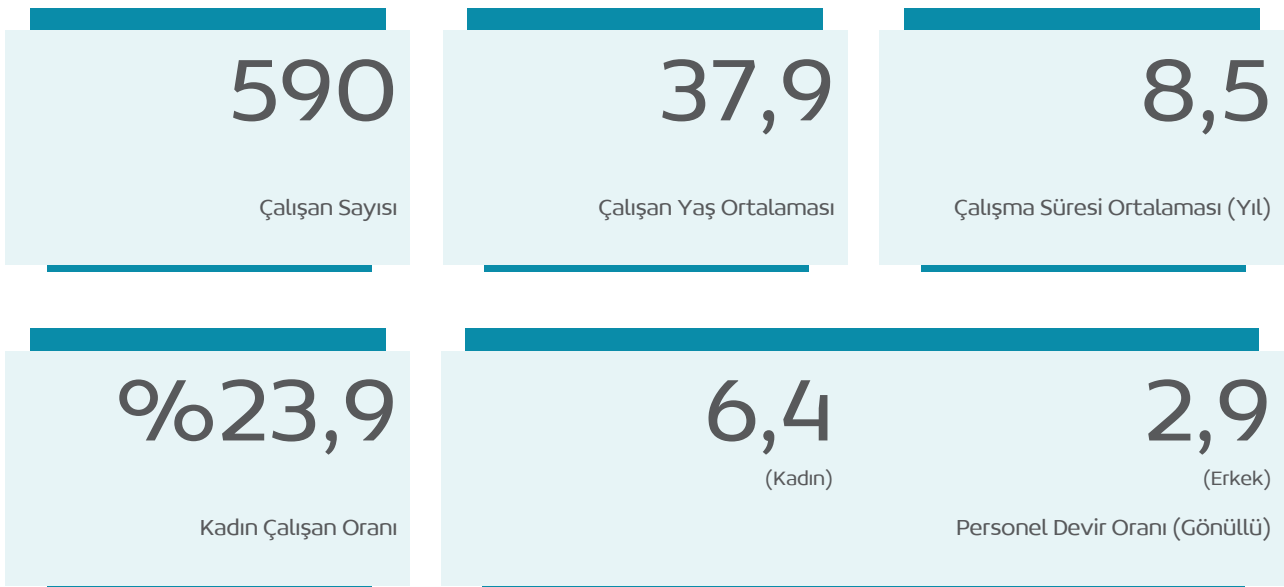 590
Çalışan Sayısı
37,9
Çalışan Yaş Ortalaması
8,5
Çalışma Süresi Ortalaması (Yıl)
%23,9
Kadın Çalışan Oranı
6,4
(Kadın)
2,9
(Erkek)
Personel Devir Oranı (Gönüllü)